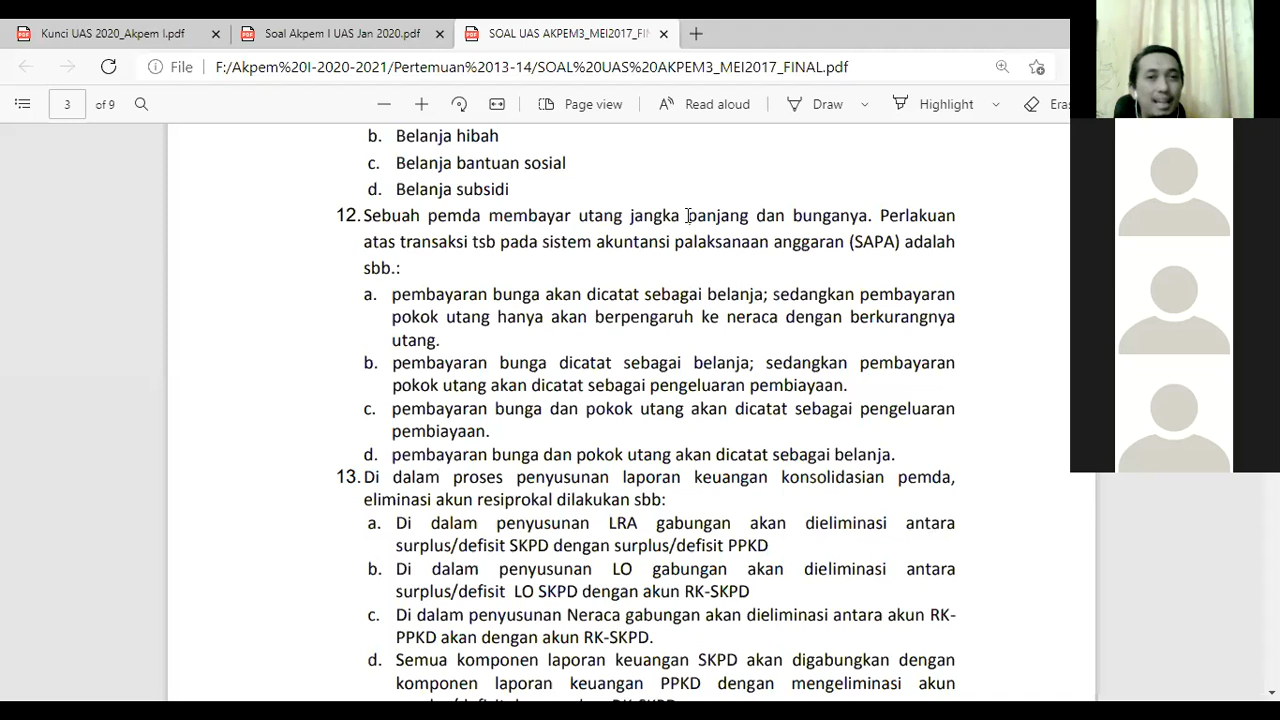 Kunci UAS 2020_Akpem I.pdf
Soal Akpem I UAS Jan 2020.pdf
SOAL UAS AKPEM3_MEI2017_FIN
File
F:/Akpem%20I-2020-2021/Pertemuan%2013-14/SOAL%20UAS%20AKPEM3_MEI2017_FINAL.pdf
3 of 9
Page view
Read aloud
Draw
Highlight
Eras
b. Belanja hibah
c. Belanja bantuan sosial
d. Belanja subsidi
12. Sebuah pemda membayar utang jangka panjang dan bunganya. Perlakuan
atas transaksi tsb pada sistem akuntansi palaksanaan anggaran (SAPA) adalah
sbb.:
a. pembayaran bunga akan dicatat sebagai belanja; sedangkan pembayaran
pokok utang hanya akan berpengaruh ke neraca dengan berkurangnya
utang.
b. pembayaran bunga dicatat sebagai belanja; sedangkan pembayaran
pokok utang akan dicatat sebagai pengeluaran pembiayaan.
c. pembayaran bunga dan pokok utang akan dicatat sebagai pengeluaran
pembiayaan.
d. pembayaran bunga dan pokok utang akan dicatat sebagai belanja.
13. Di dalam proses penyusunan laporan keuangan konsolidasian pemda,
eliminasi akun resiprokal dilakukan sbb:
a. Di dalam penyusunan LRA gabungan akan dieliminasi antara
surplus/defisit SKPD dengan surplus/defisit PPKD
b. Di dalam penyusunan LO gabungan akan dieliminasi antara
surplus/defisit LO SKPD dengan akun RK-SKPD
c. Di dalam penyusunan Neraca gabungan akan dieliminasi antara akun RK-
PPKD akan dengan akun RK-SKPD.
d. Semua komponen laporan keuangan SKPD akan digabungkan dengan
komponen laporan keuangan PPKD dengan mengeliminasi akun